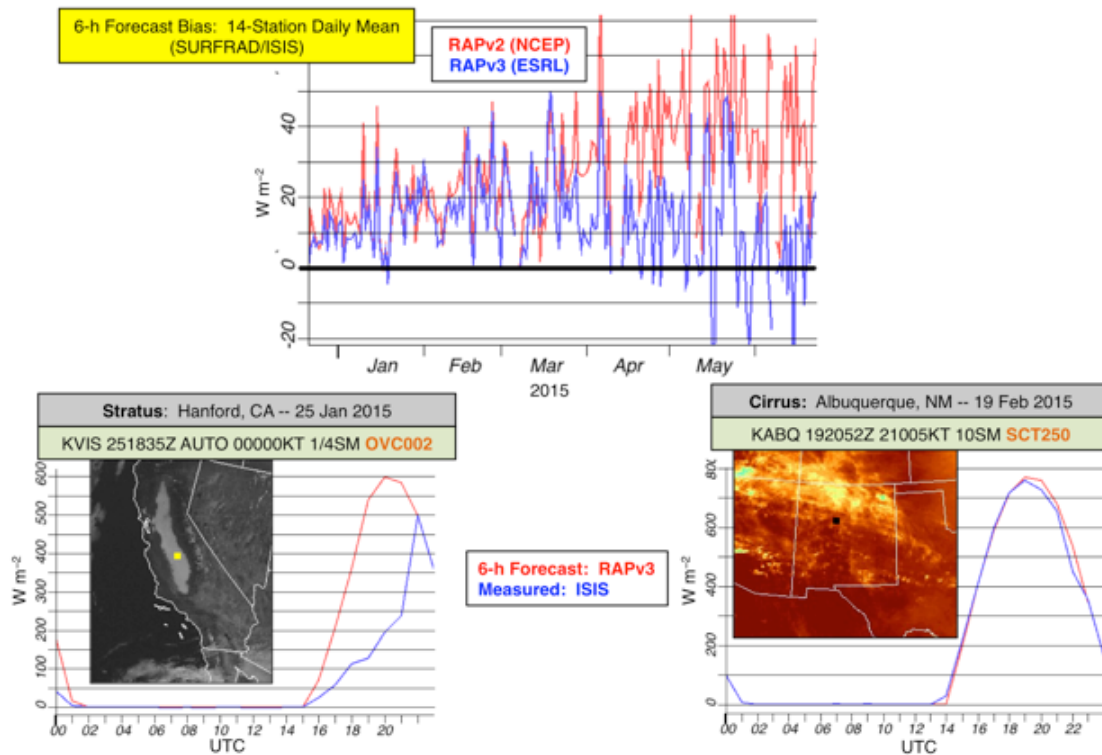 6-h Forecast Bias: 14-Station Daily Mean
(SURFRAD/ISIS)
RAPv2 (NCEP)
RAPv3 (ESRL)
W m⁻²
40
20
0
-20
Jan Feb Mar Apr May
2015
Stratus: Hanford, CA -- 25 Jan 2015
KVIS 251835Z AUTO 00000KT 1/4SM OVC002
W m⁻²
600
500
400
300
200
100
0
00 02 04 06 08 10 12 14 16 18 20 22
UTC
6-h Forecast: RAPv3
Measured: ISIS
Cirrus: Albuquerque, NM -- 19 Feb 2015
KABQ 192052Z 21005KT 10SM SCT250
W m⁻²
600
400
200
0
00 02 04 06 08 10 12 14 16 18 20 22
UTC